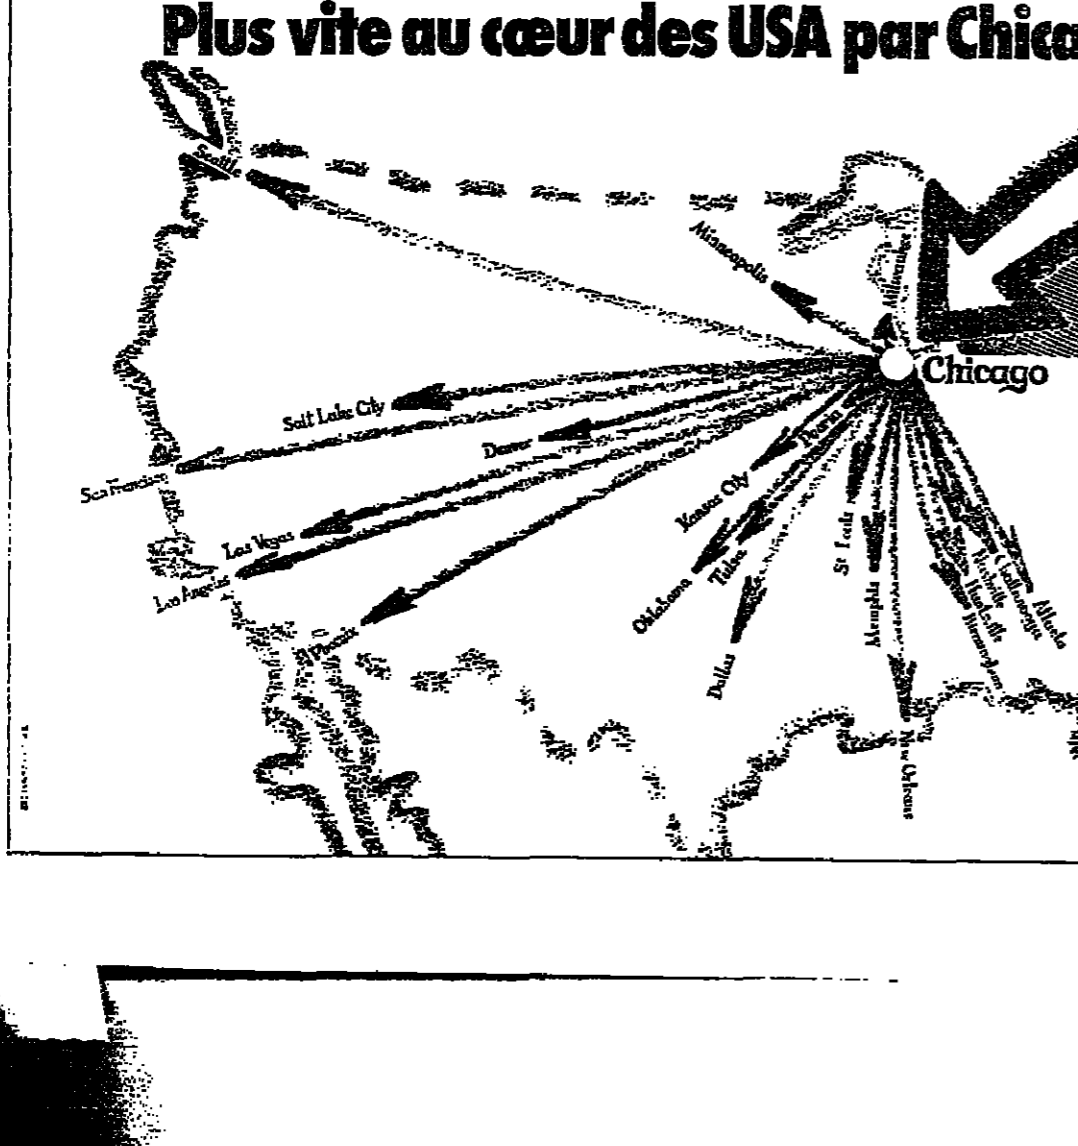 Plus vite au cœur des USA par Chica
Seattle
Minneapolis
Milwaukee
Chicago
Salt Lake City
Denver
Peoria
San Francisco
Kansas City
Las Vegas
St Louis
Los Angeles
Tulsa
Oklahoma
Memphis
Nashville
Chattanooga
Huntsville
Atlanta
Birmingham
Phoenix
Dallas
New Orleans